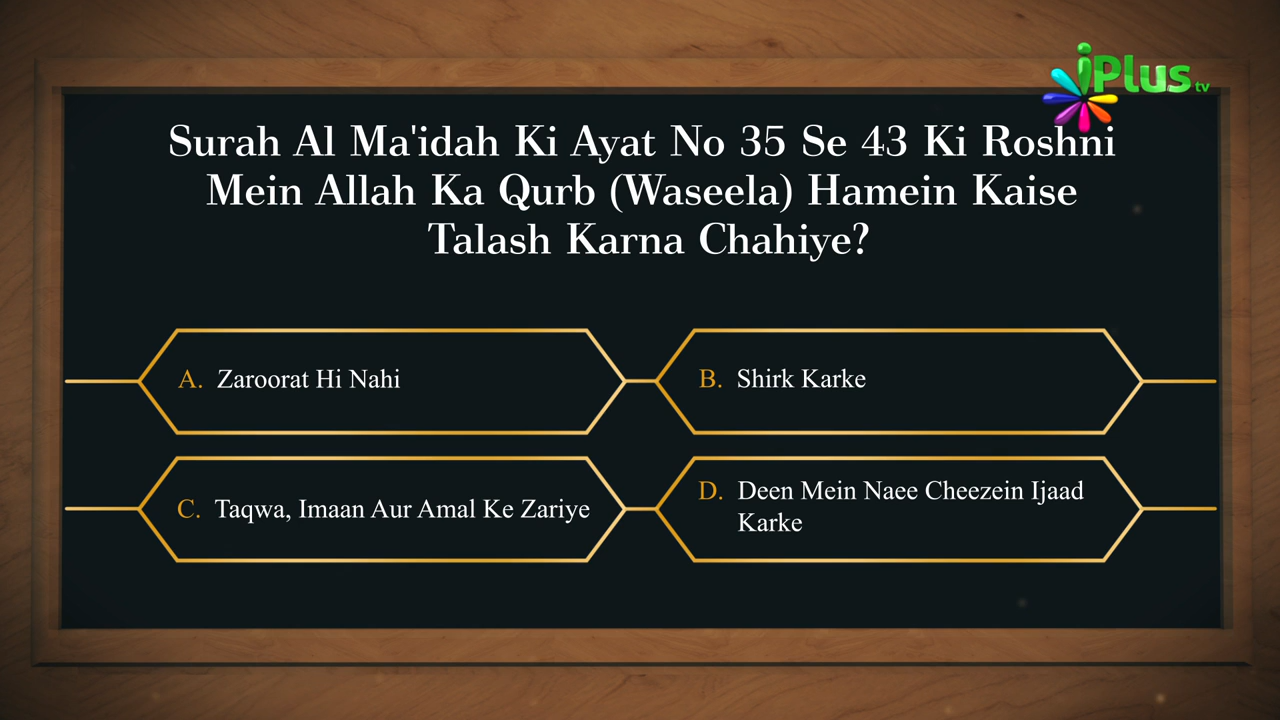 iPlus tv
Surah Al Ma'idah Ki Ayat No 35 Se 43 Ki Roshni
Mein Allah Ka Qurb (Waseela) Hamein Kaise
Talash Karna Chahiye?
A. Zaroorat Hi Nahi
B. Shirk Karke
C. Taqwa, Imaan Aur Amal Ke Zariye
D. Deen Mein Naee Cheezein Ijaad
Karke